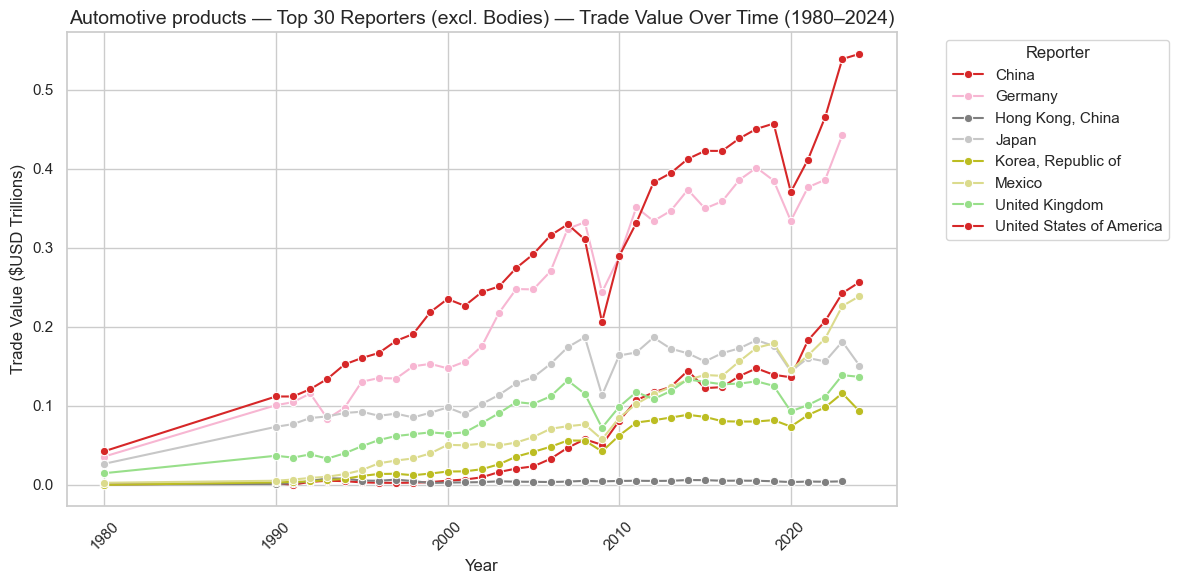 Automotive products — Top 30 Reporters (excl. Bodies) — Trade Value Over Time (1980–2024)
Trade Value ($USD Trillions)
0.5
0.4
0.3
0.2
0.1
0.0
1980
1990
2000
2010
2020
Year
Reporter
China
Germany
Hong Kong, China
Japan
Korea, Republic of
Mexico
United Kingdom
United States of America